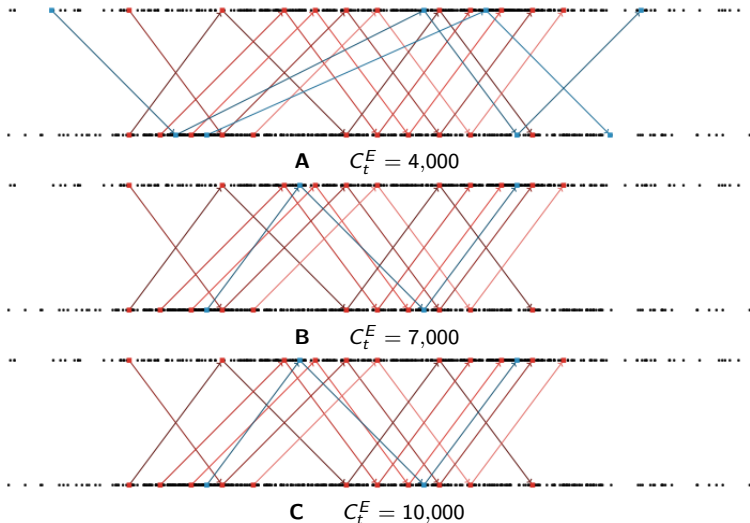 A C_t^E = 4,000
B C_t^E = 7,000
C C_t^E = 10,000